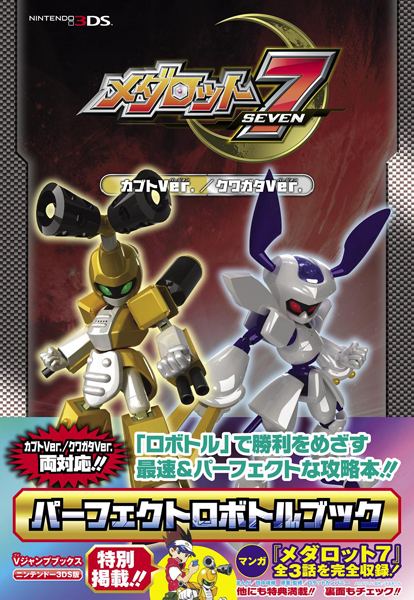 NINTENDO3DS™
メダロット7
SEVEN
カブトVer.／クワガタVer.
カブトVer./クワガタVer.
両対応!!
「ロボトル」で勝利をめざす
最速&パーフェクトな攻略本!!
パーフェクトロボトルブック
Vジャンプブックス
ニンテンドー3DS版
特別
掲載!!
マンガ
『メダロット7』
全3話を完全収録!
他にも特典満載!! 裏面もチェック!!